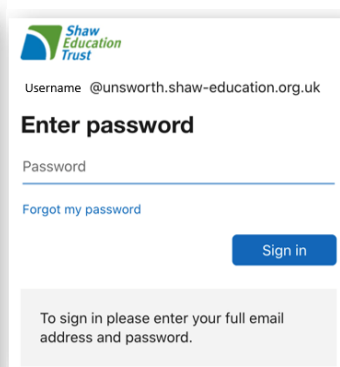 Shaw
Education
Trust
Username @unsworth.shaw-education.org.uk
Enter password
Password
Forgot my password
Sign in
To sign in please enter your full email
address and password.